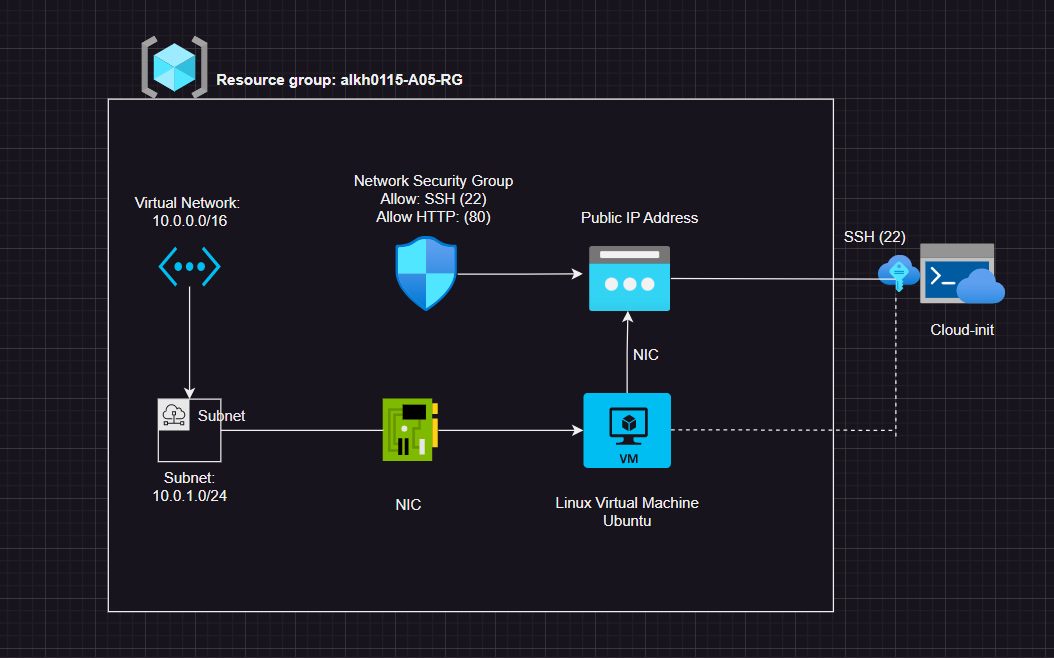 Resource group: alkh0115-A05-RG
Network Security Group
Allow: SSH (22)
Allow HTTP: (80)
Virtual Network:
10.0.0.0/16
Public IP Address
SSH (22)
Cloud-init
NIC
Subnet
VM
Subnet:
10.0.1.0/24
NIC
Linux Virtual Machine
Ubuntu